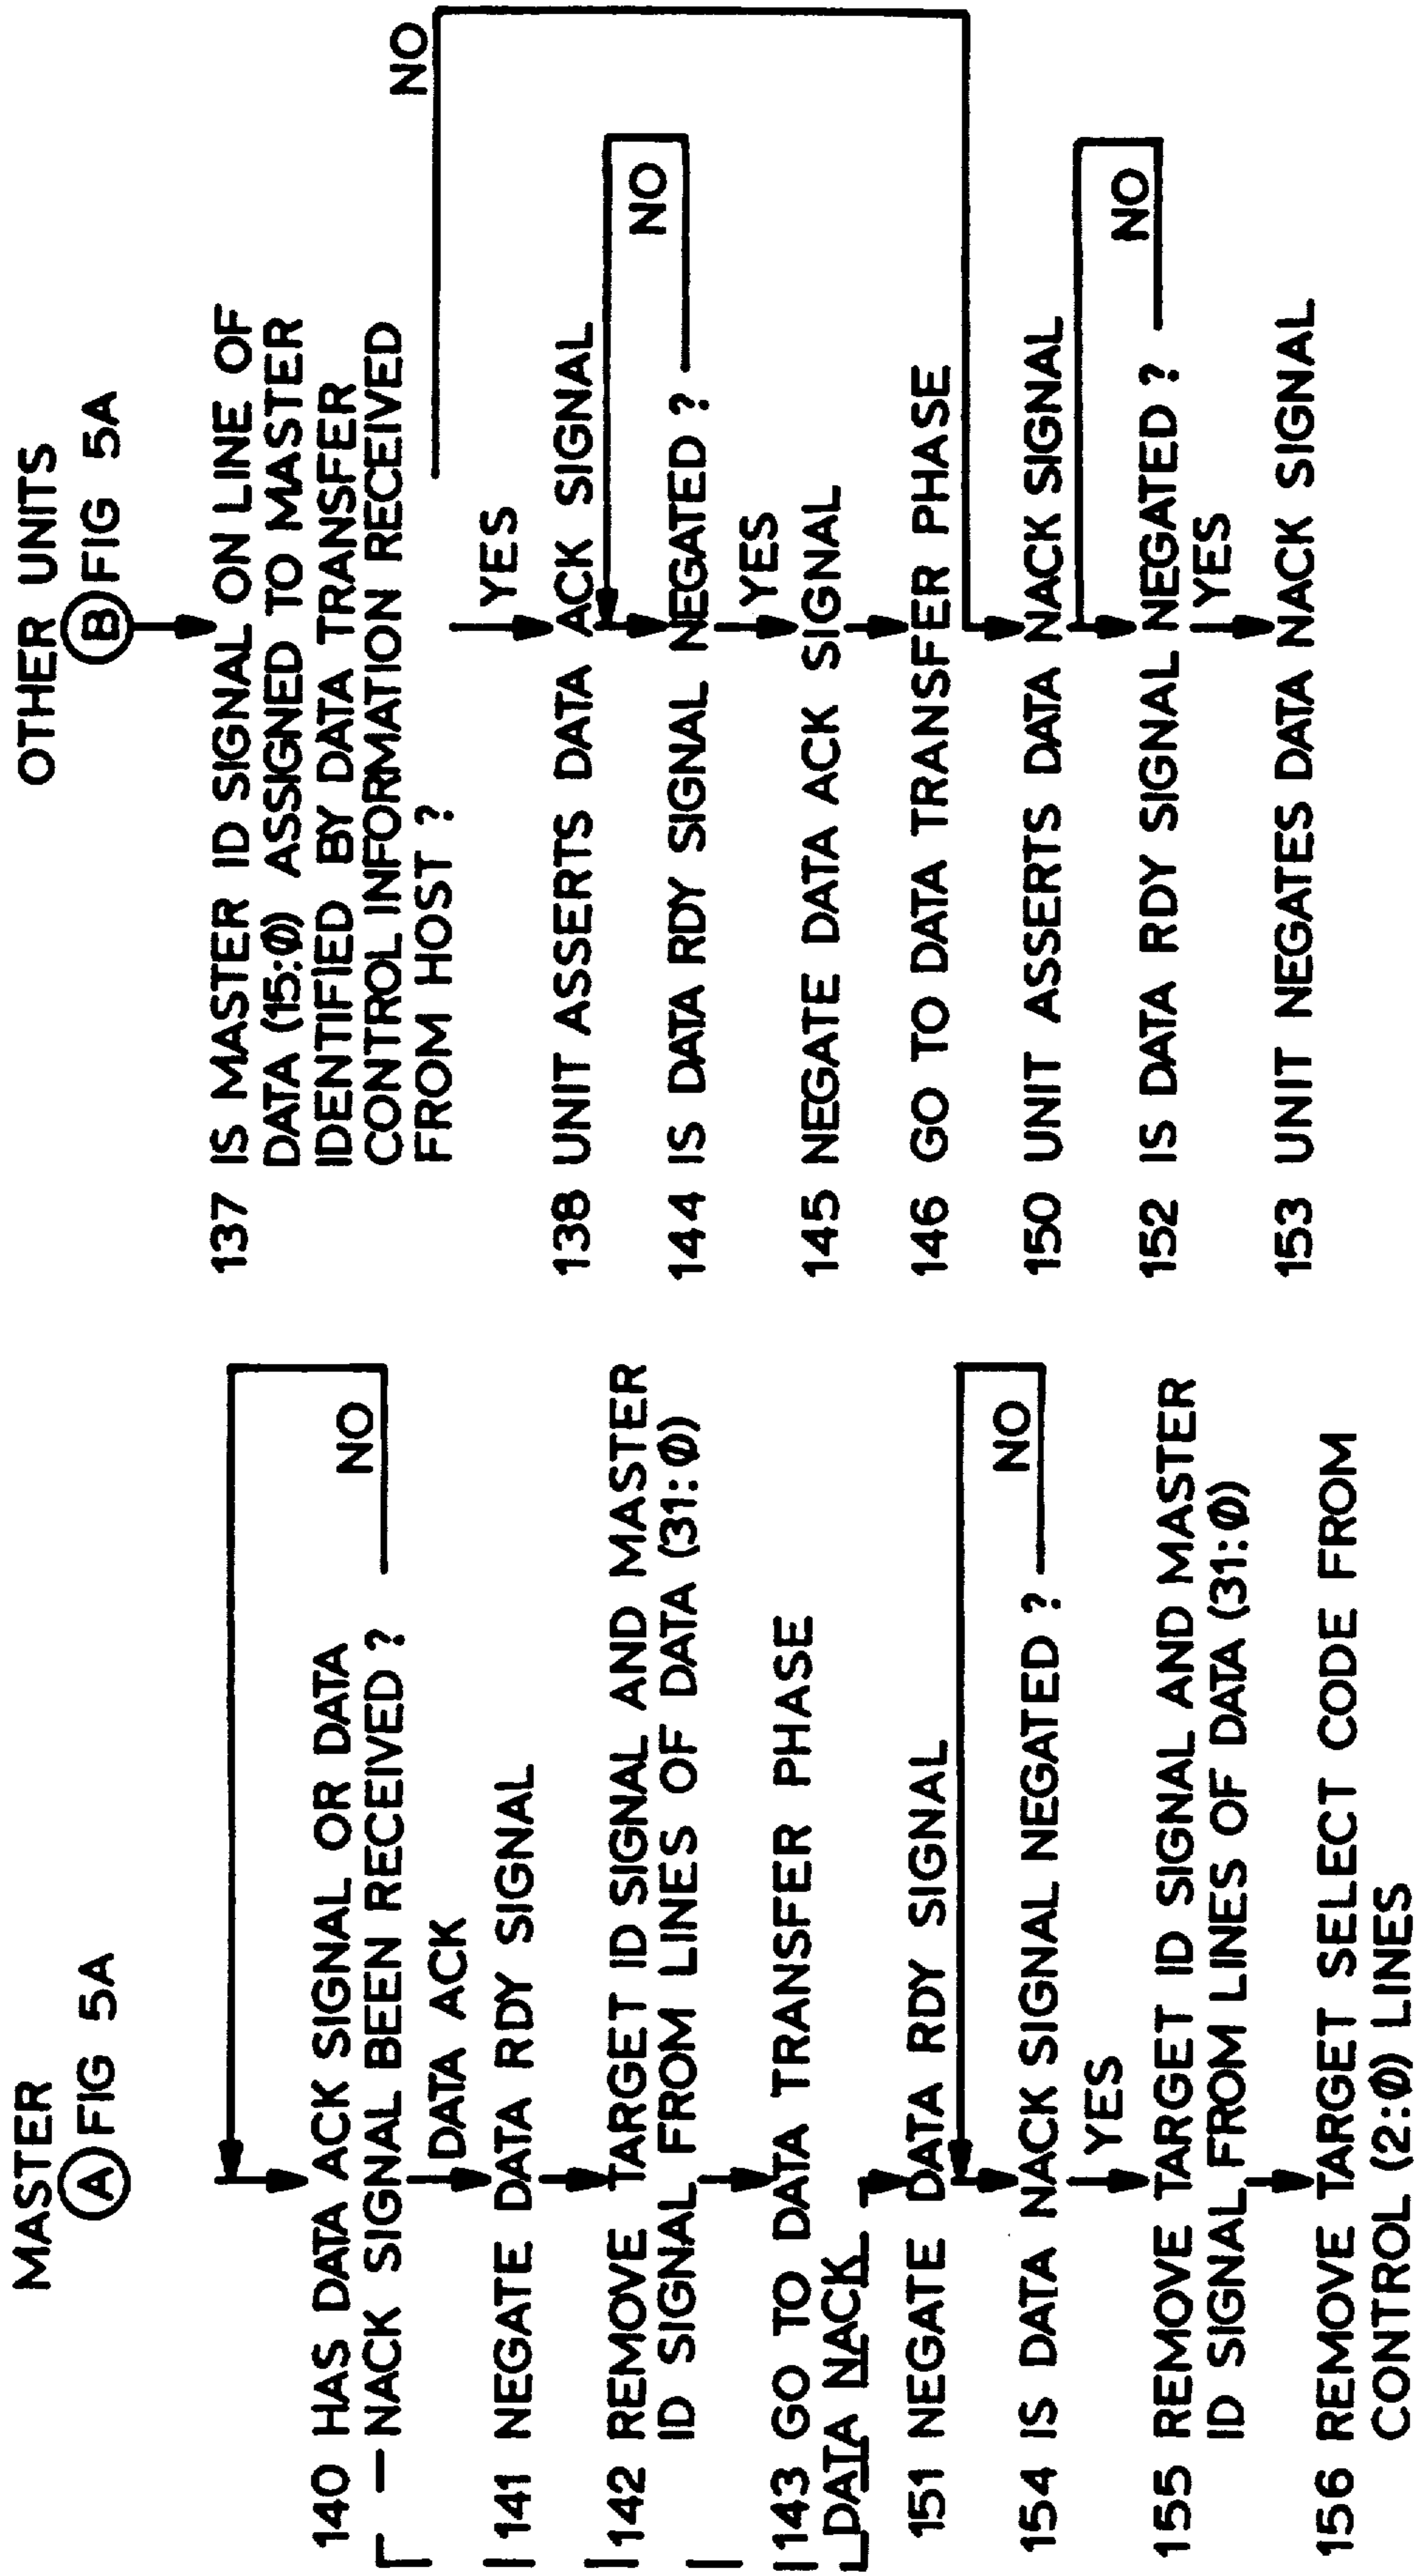 MASTER
Ⓐ FIG 5A
140 HAS DATA ACK SIGNAL OR DATA
NACK SIGNAL BEEN RECEIVED ?
NO
DATA ACK
141 NEGATE DATA RDY SIGNAL
142 REMOVE TARGET ID SIGNAL AND MASTER
ID SIGNAL FROM LINES OF DATA (31:Ø)
143 GO TO DATA TRANSFER PHASE
DATA NACK
151 NEGATE DATA RDY SIGNAL
154 IS DATA NACK SIGNAL NEGATED ?
NO
YES
155 REMOVE TARGET ID SIGNAL AND MASTER
ID SIGNAL FROM LINES OF DATA (31:Ø)
156 REMOVE TARGET SELECT CODE FROM
CONTROL (2:Ø) LINES
OTHER UNITS
Ⓑ FIG 5A
137 IS MASTER ID SIGNAL ON LINE OF
DATA (15:Ø) ASSIGNED TO MASTER
IDENTIFIED BY DATA TRANSFER
CONTROL INFORMATION RECEIVED
FROM HOST ?
NO
YES
138 UNIT ASSERTS DATA ACK SIGNAL
144 IS DATA RDY SIGNAL NEGATED ?
NO
YES
145 NEGATE DATA ACK SIGNAL
146 GO TO DATA TRANSFER PHASE
150 UNIT ASSERTS DATA NACK SIGNAL
152 IS DATA RDY SIGNAL NEGATED ?
NO
YES
153 UNIT NEGATES DATA NACK SIGNAL